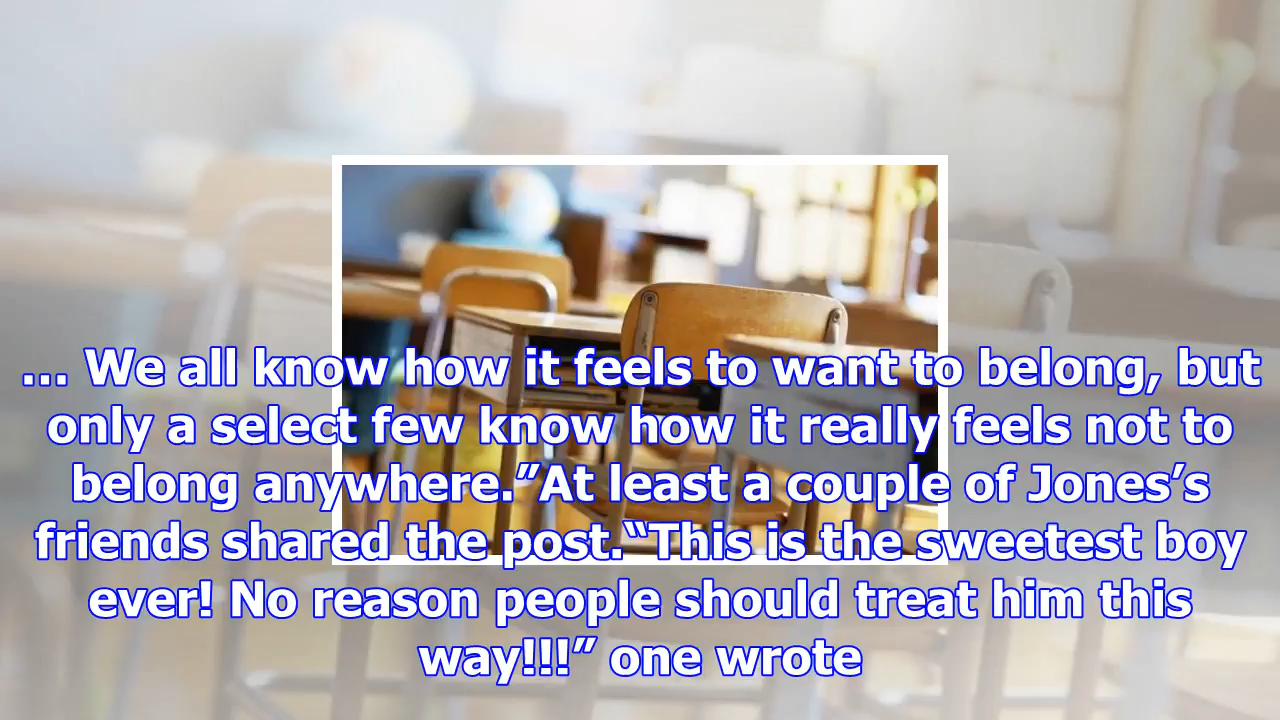 ... We all know how it feels to want to belong, but
only a select few know how it really feels not to
belong anywhere.”At least a couple of Jones’s
friends shared the post.“This is the sweetest boy
ever! No reason people should treat him this
way!!!” one wrote